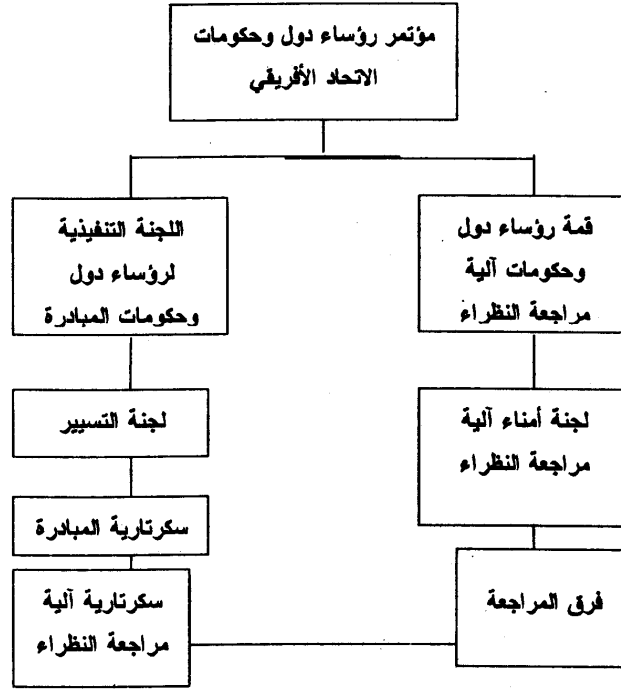 مؤتمر رؤساء دول وحكومات
الاتحاد الأفريقي
قمة رؤساء دول
وحكومات آلية
مراجعة النظراء
اللجنة التنفيذية
لرؤساء دول
وحكومات المبادرة
لجنة أمناء آلية
مراجعة النظراء
لجنة التسيير
سكرتارية المبادرة
فرق المراجعة
سكرتارية آلية
مراجعة النظراء